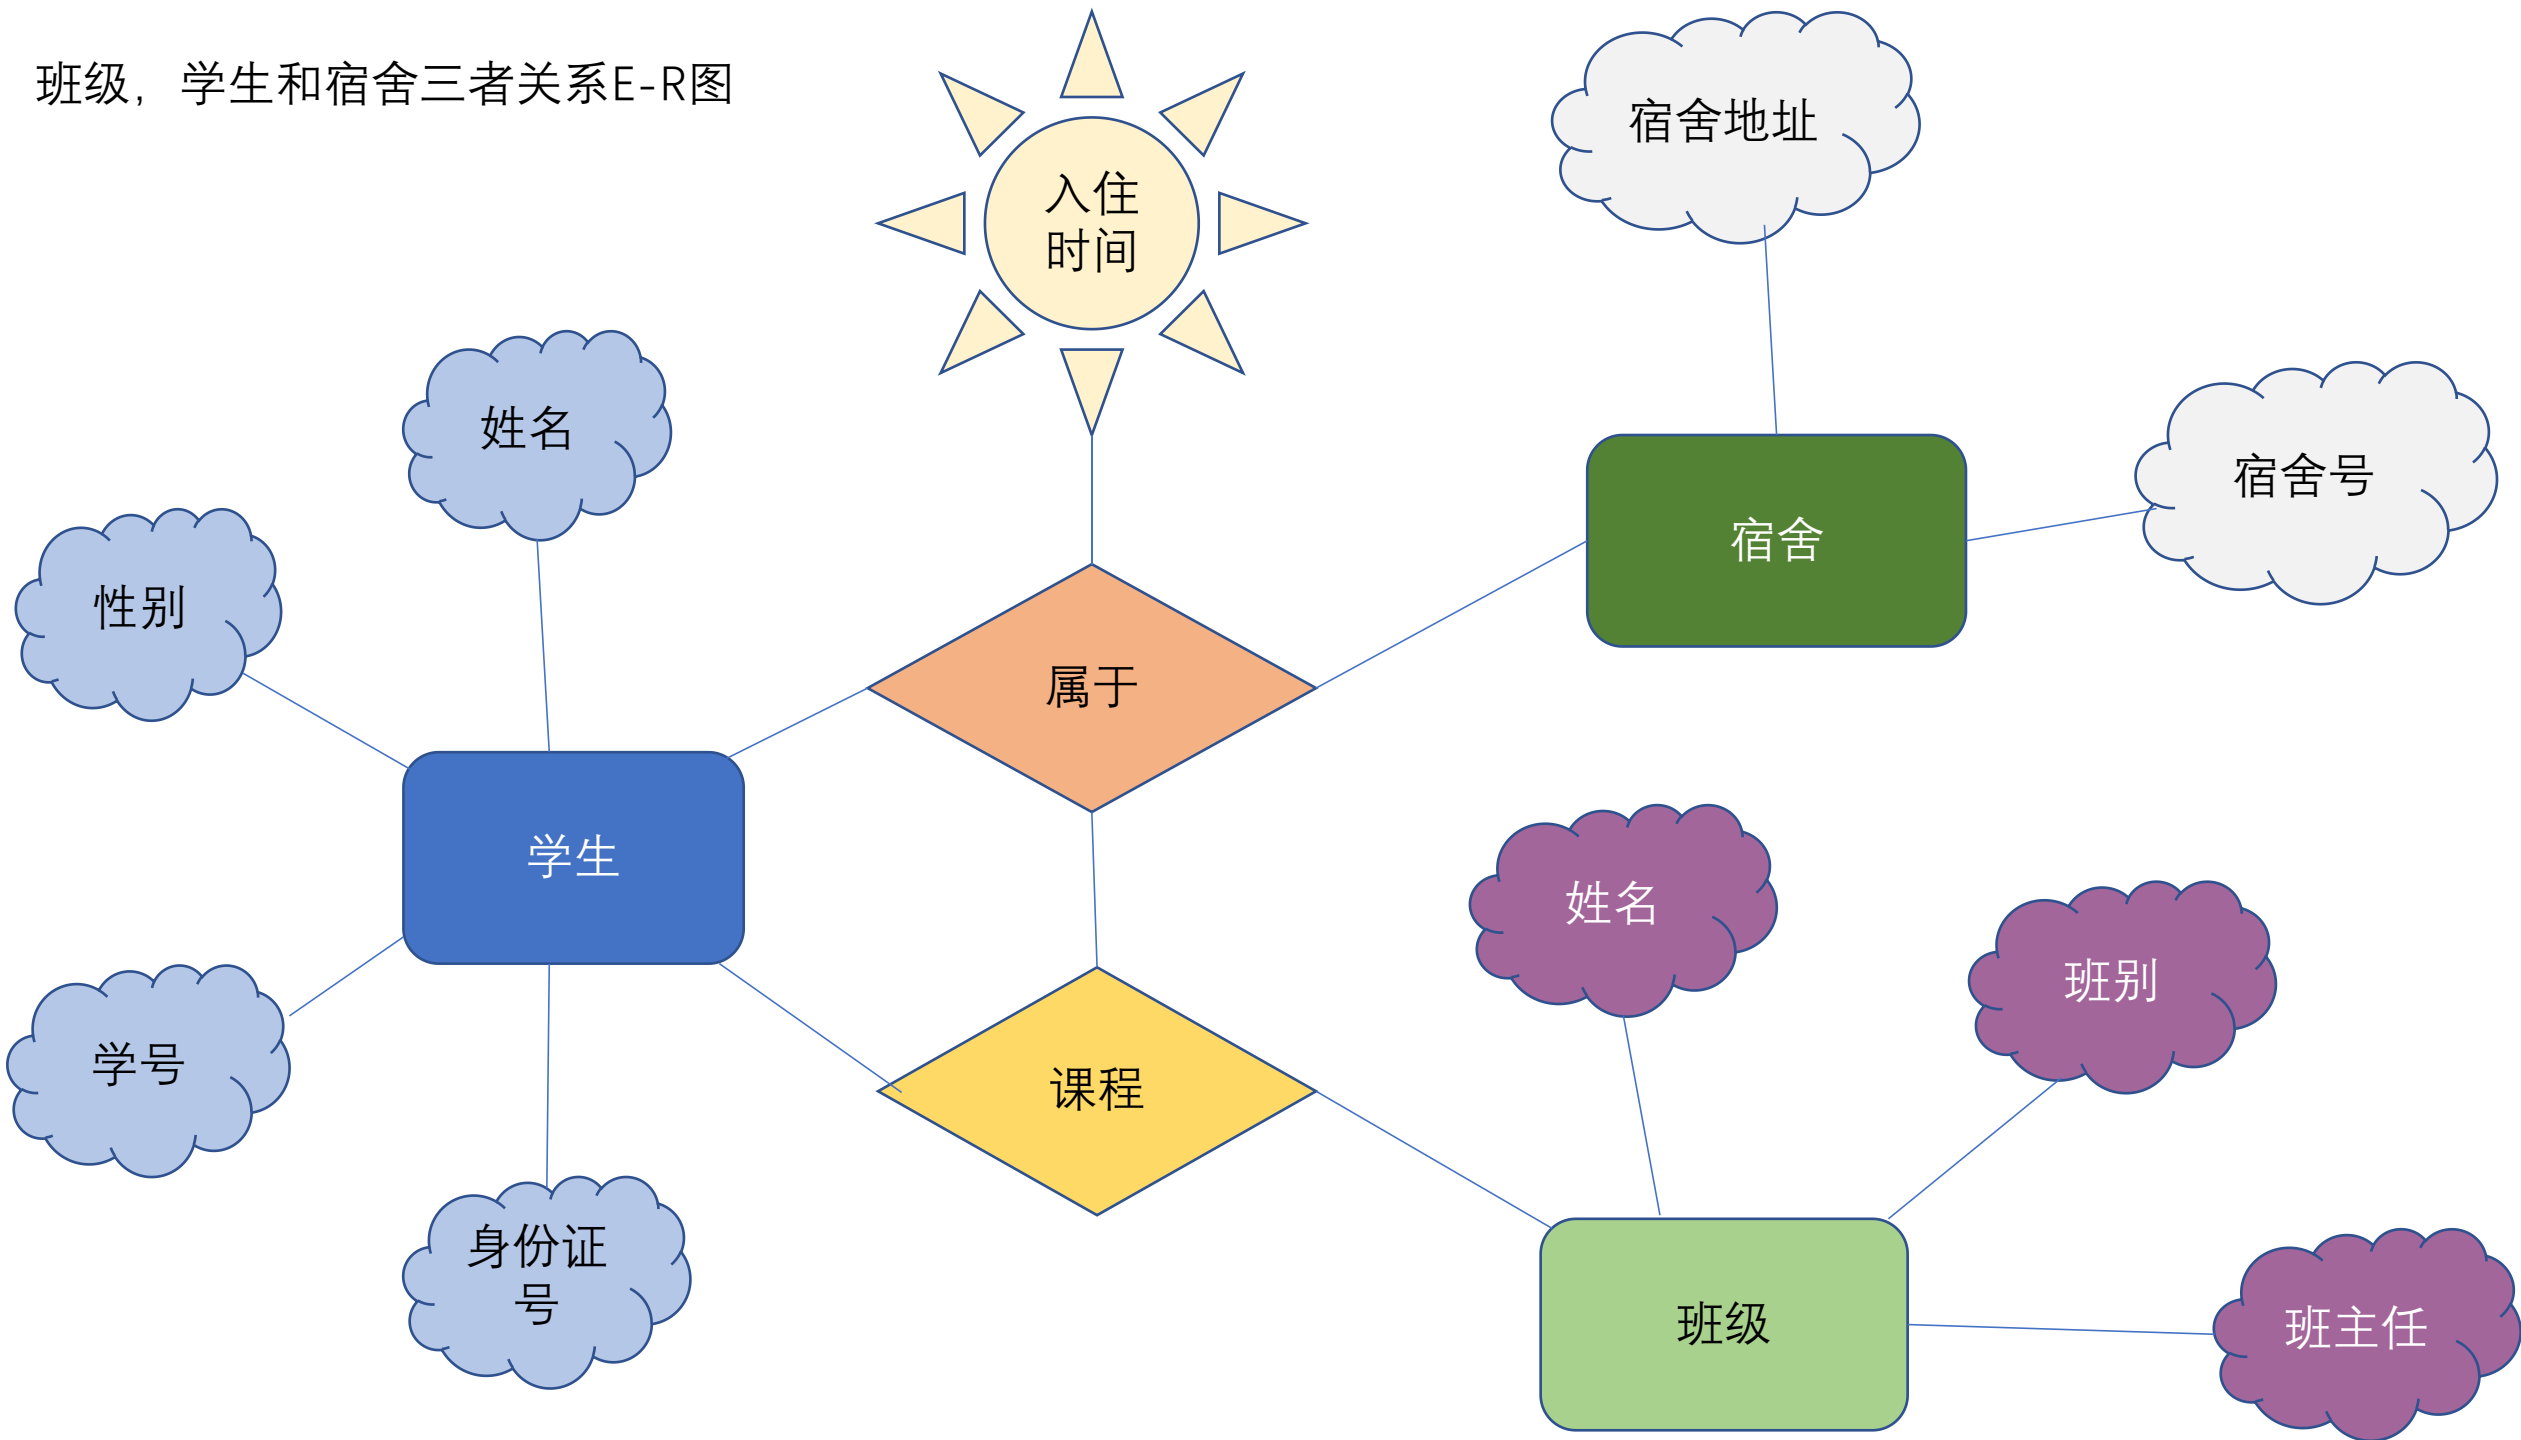 班级，学生和宿舍三者关系E-R图
入住
时间
宿舍地址
姓名
宿舍号
宿舍
性别
属于
学生
姓名
班别
学号
课程
身份证
号
班级
班主任